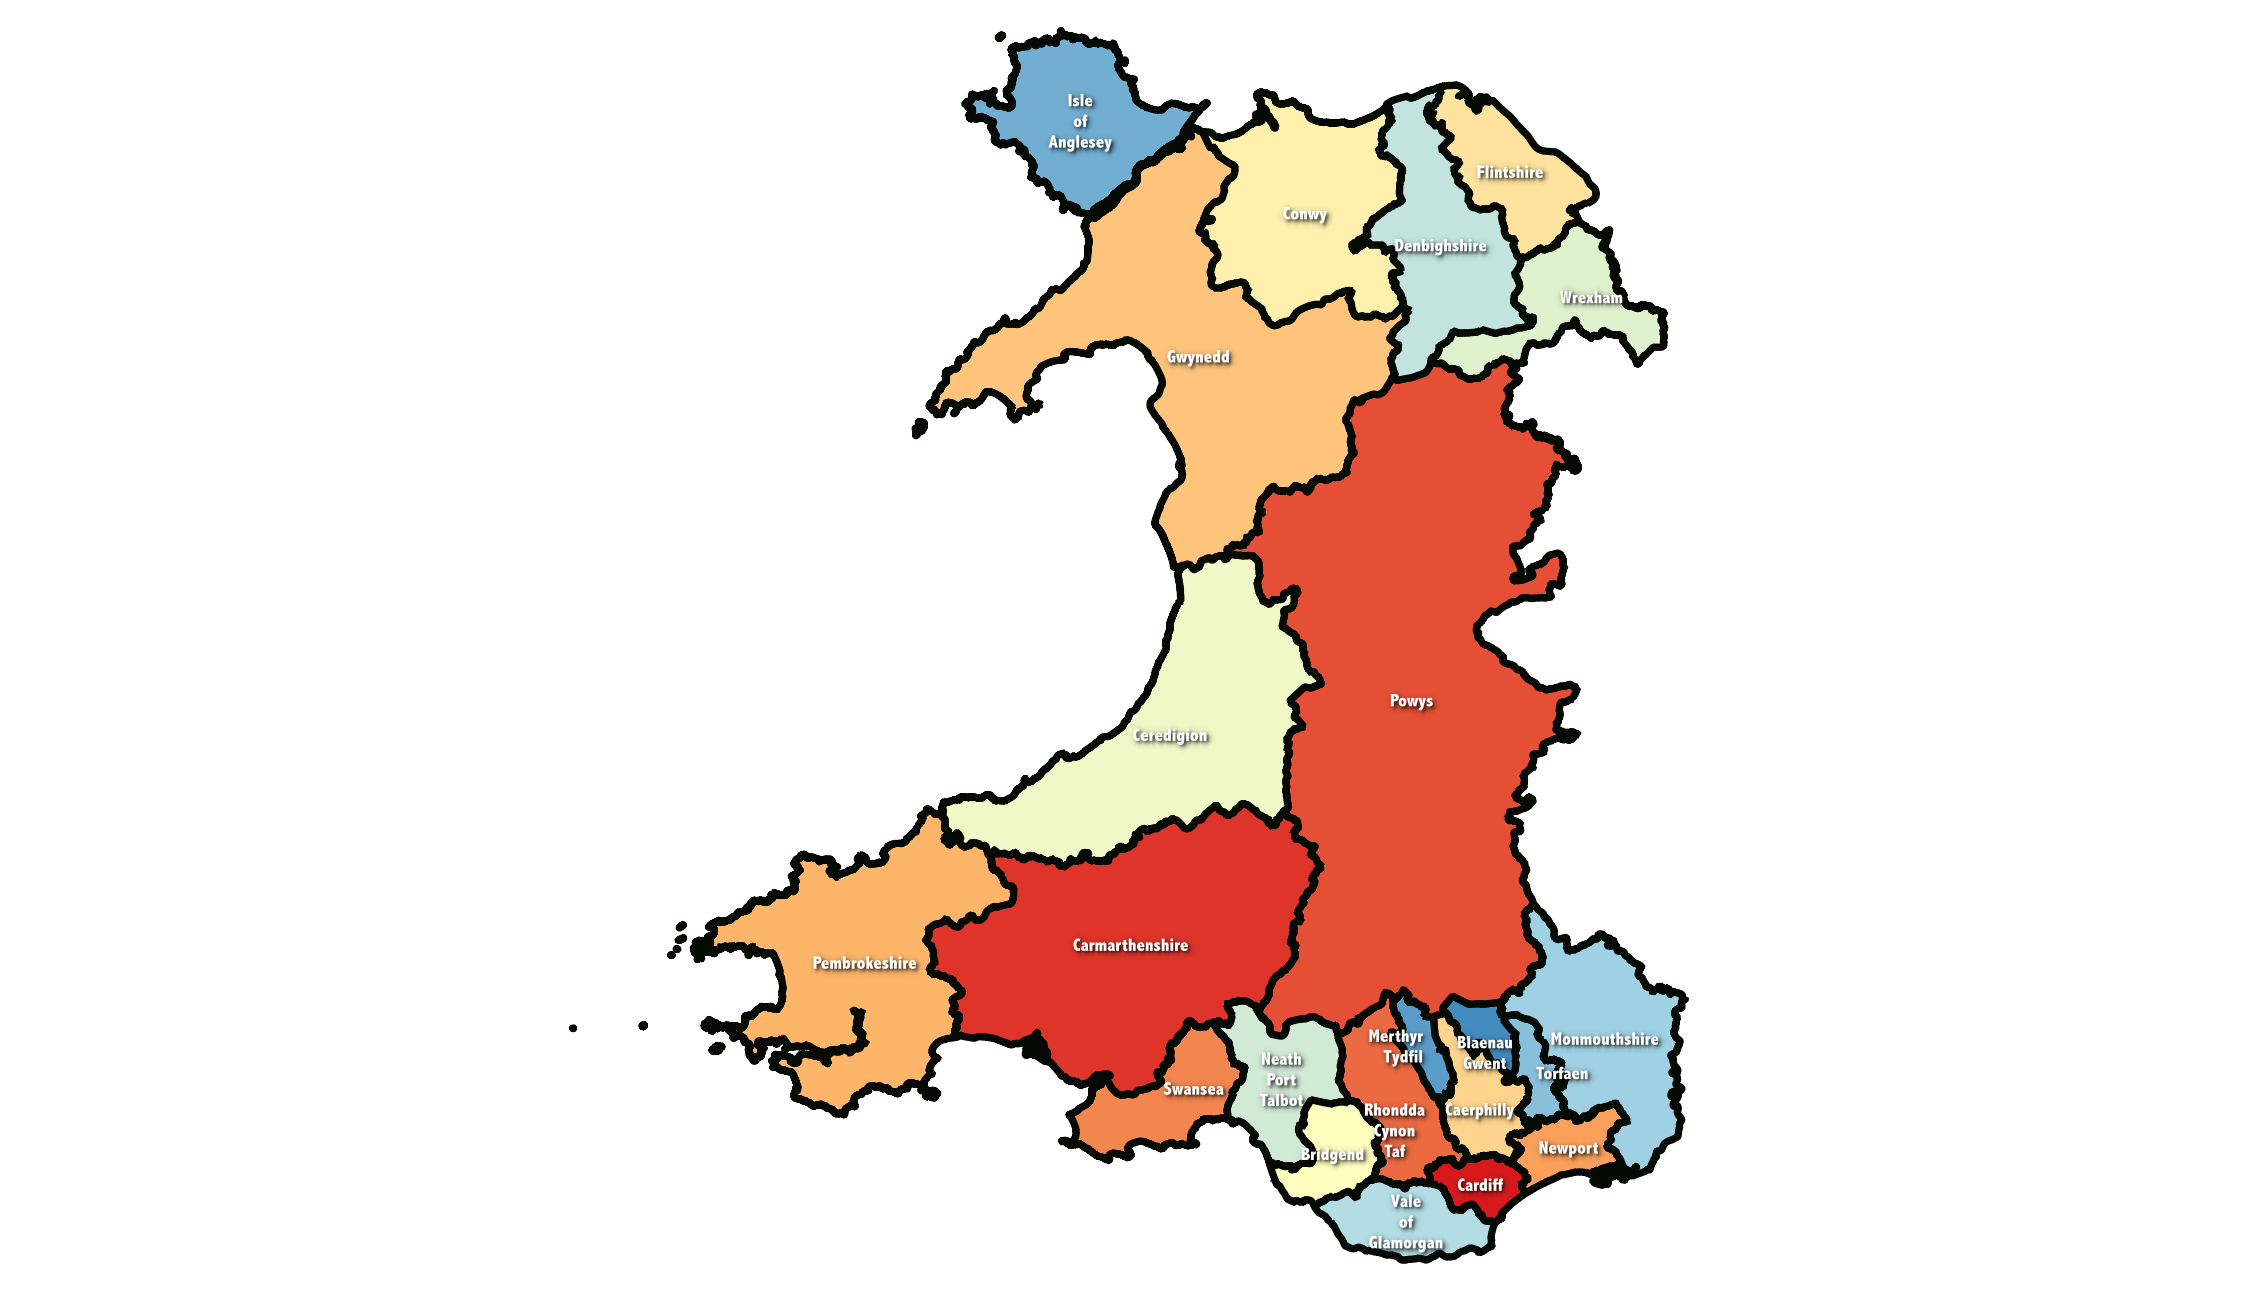 Isle
of
Anglesey
Flintshire
Conwy
Denbighshire
Wrexham
Gwynedd
Powys
Ceredigion
Carmarthenshire
Pembrokeshire
Merthyr
Tydfil
Blaenau
Gwent
Monmouthshire
Neath
Port
Talbot
Torfaen
Swansea
Rhondda
Cynon
Taf
Caerphilly
Newport
Bridgend
Cardiff
Vale
of
Glamorgan